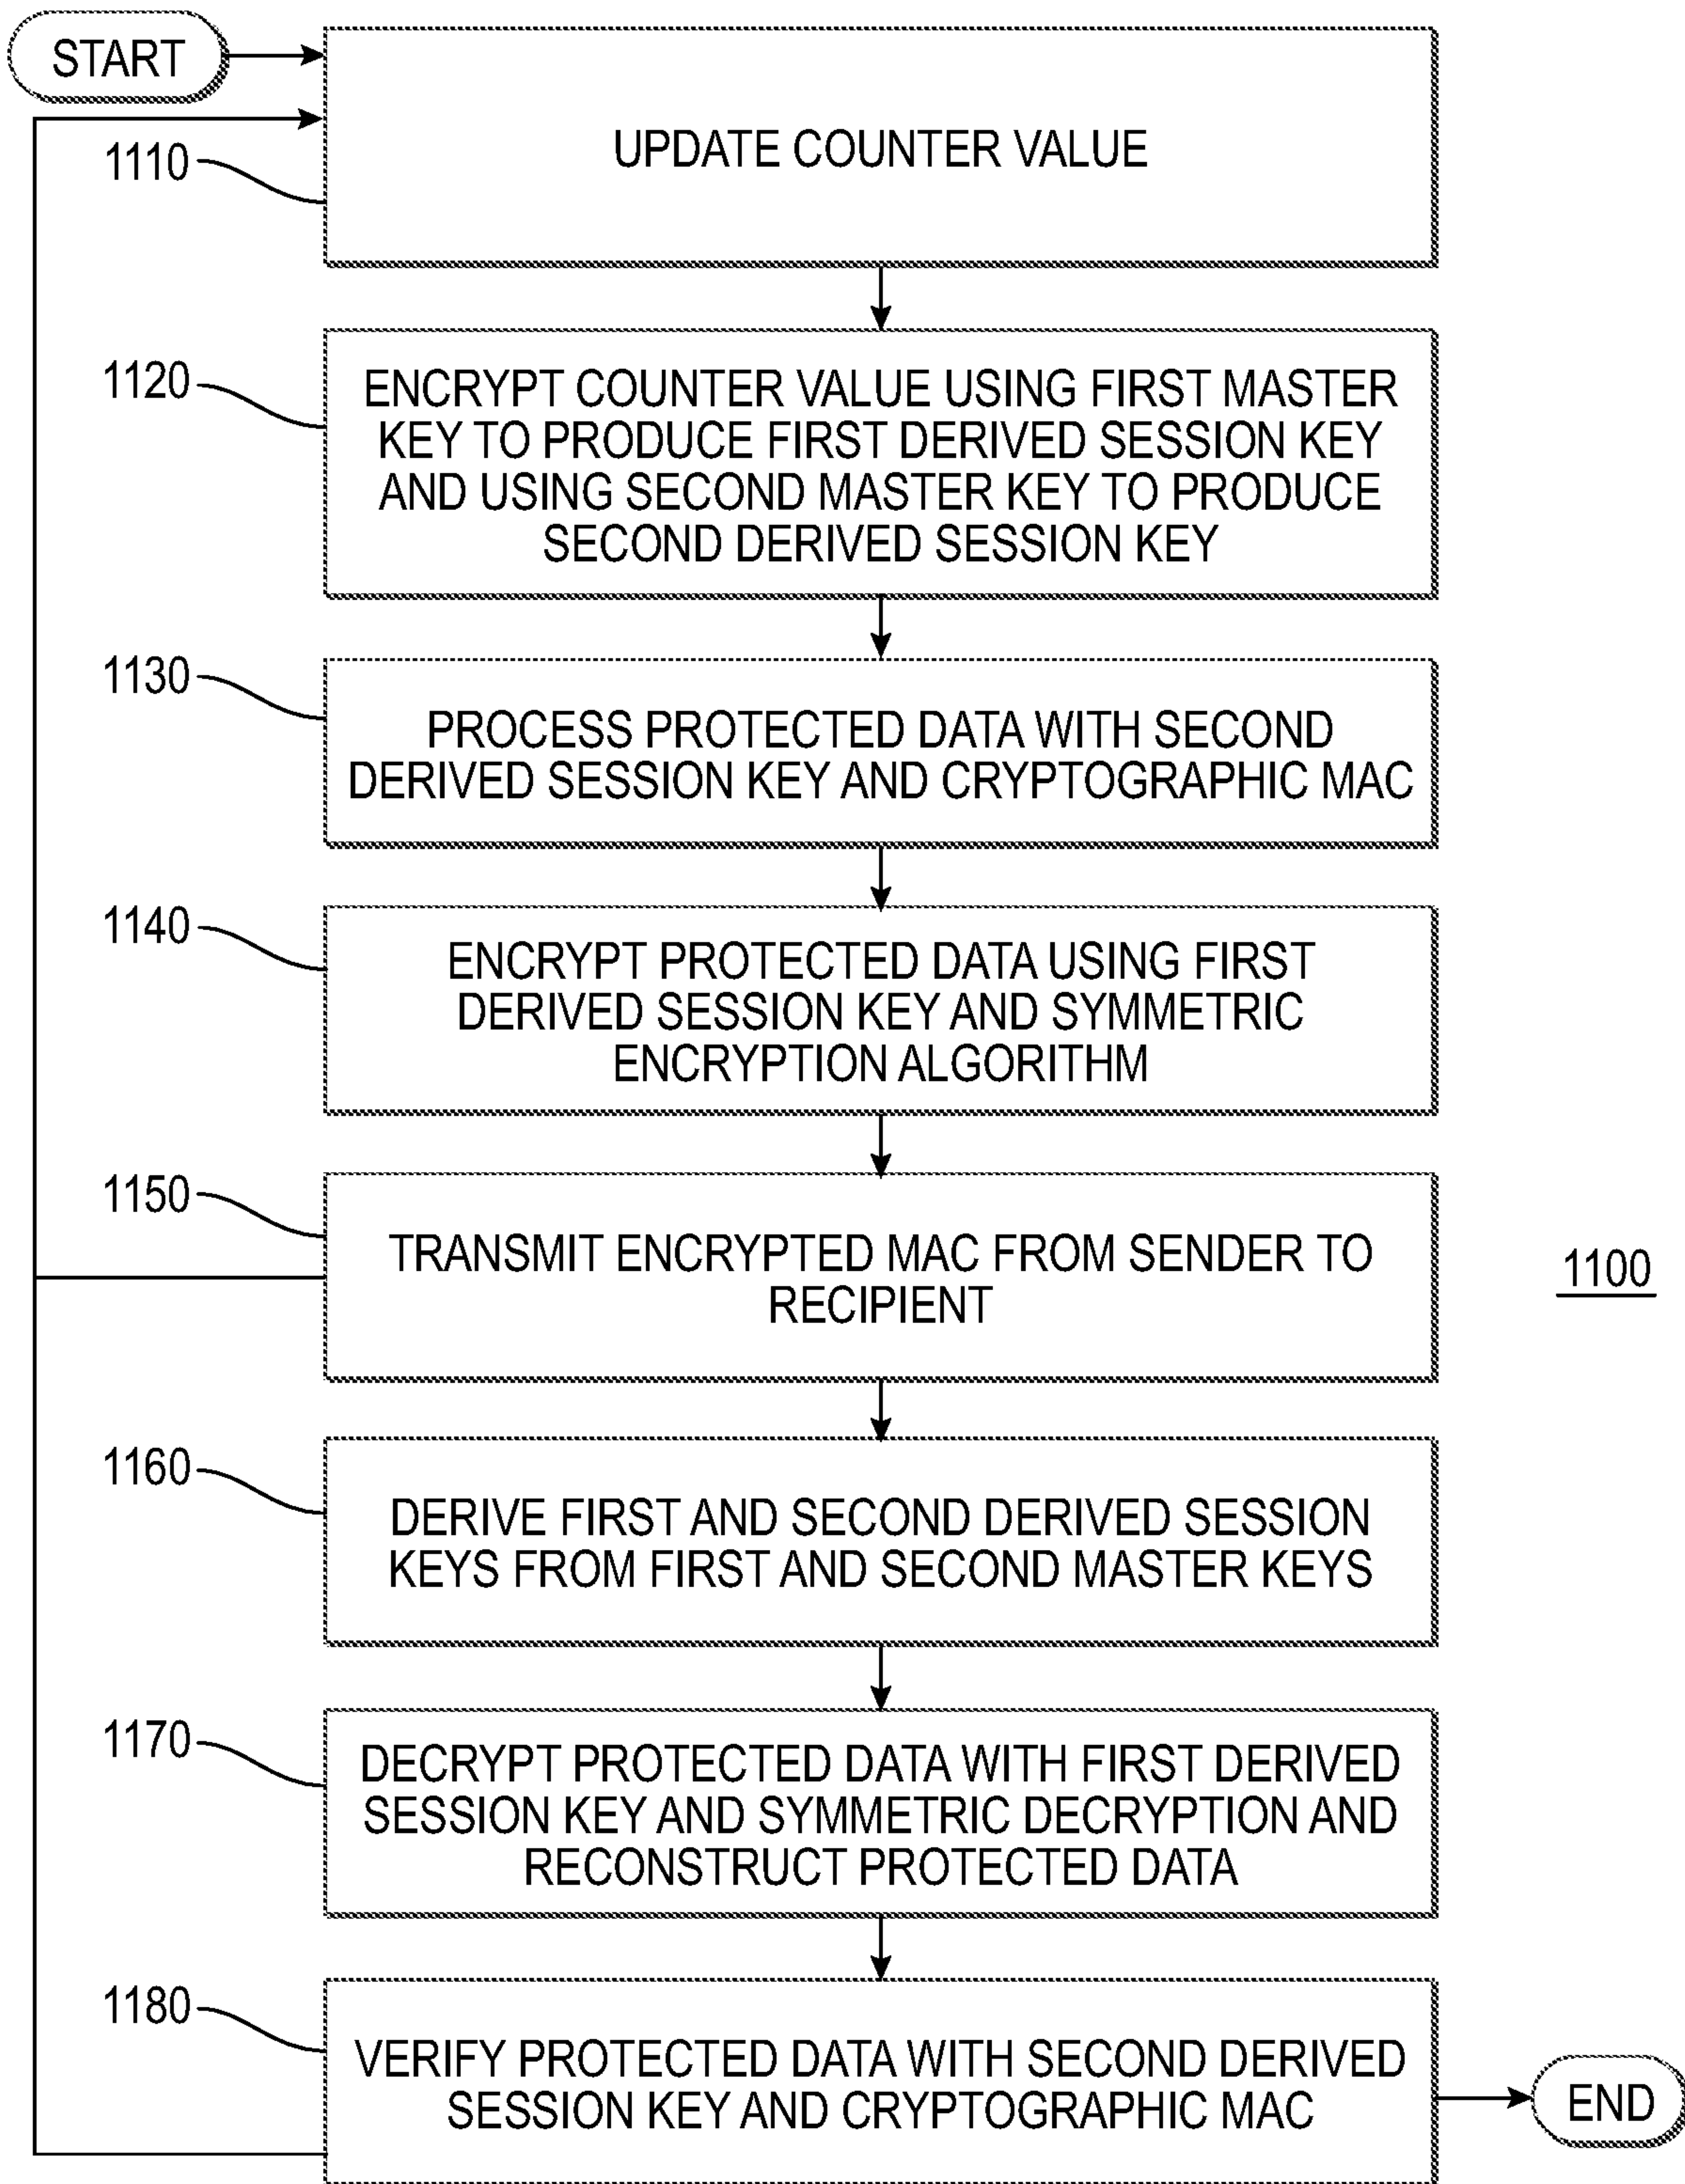 START
UPDATE COUNTER VALUE
1110
1120
ENCRYPT COUNTER VALUE USING FIRST MASTER
KEY TO PRODUCE FIRST DERIVED SESSION KEY
AND USING SECOND MASTER KEY TO PRODUCE
SECOND DERIVED SESSION KEY
1130
PROCESS PROTECTED DATA WITH SECOND
DERIVED SESSION KEY AND CRYPTOGRAPHIC MAC
1140
ENCRYPT PROTECTED DATA USING FIRST
DERIVED SESSION KEY AND SYMMETRIC
ENCRYPTION ALGORITHM
1150
TRANSMIT ENCRYPTED MAC FROM SENDER TO
RECIPIENT
1100
1160
DERIVE FIRST AND SECOND DERIVED SESSION
KEYS FROM FIRST AND SECOND MASTER KEYS
1170
DECRYPT PROTECTED DATA WITH FIRST DERIVED
SESSION KEY AND SYMMETRIC DECRYPTION AND
RECONSTRUCT PROTECTED DATA
1180
VERIFY PROTECTED DATA WITH SECOND DERIVED
SESSION KEY AND CRYPTOGRAPHIC MAC
END